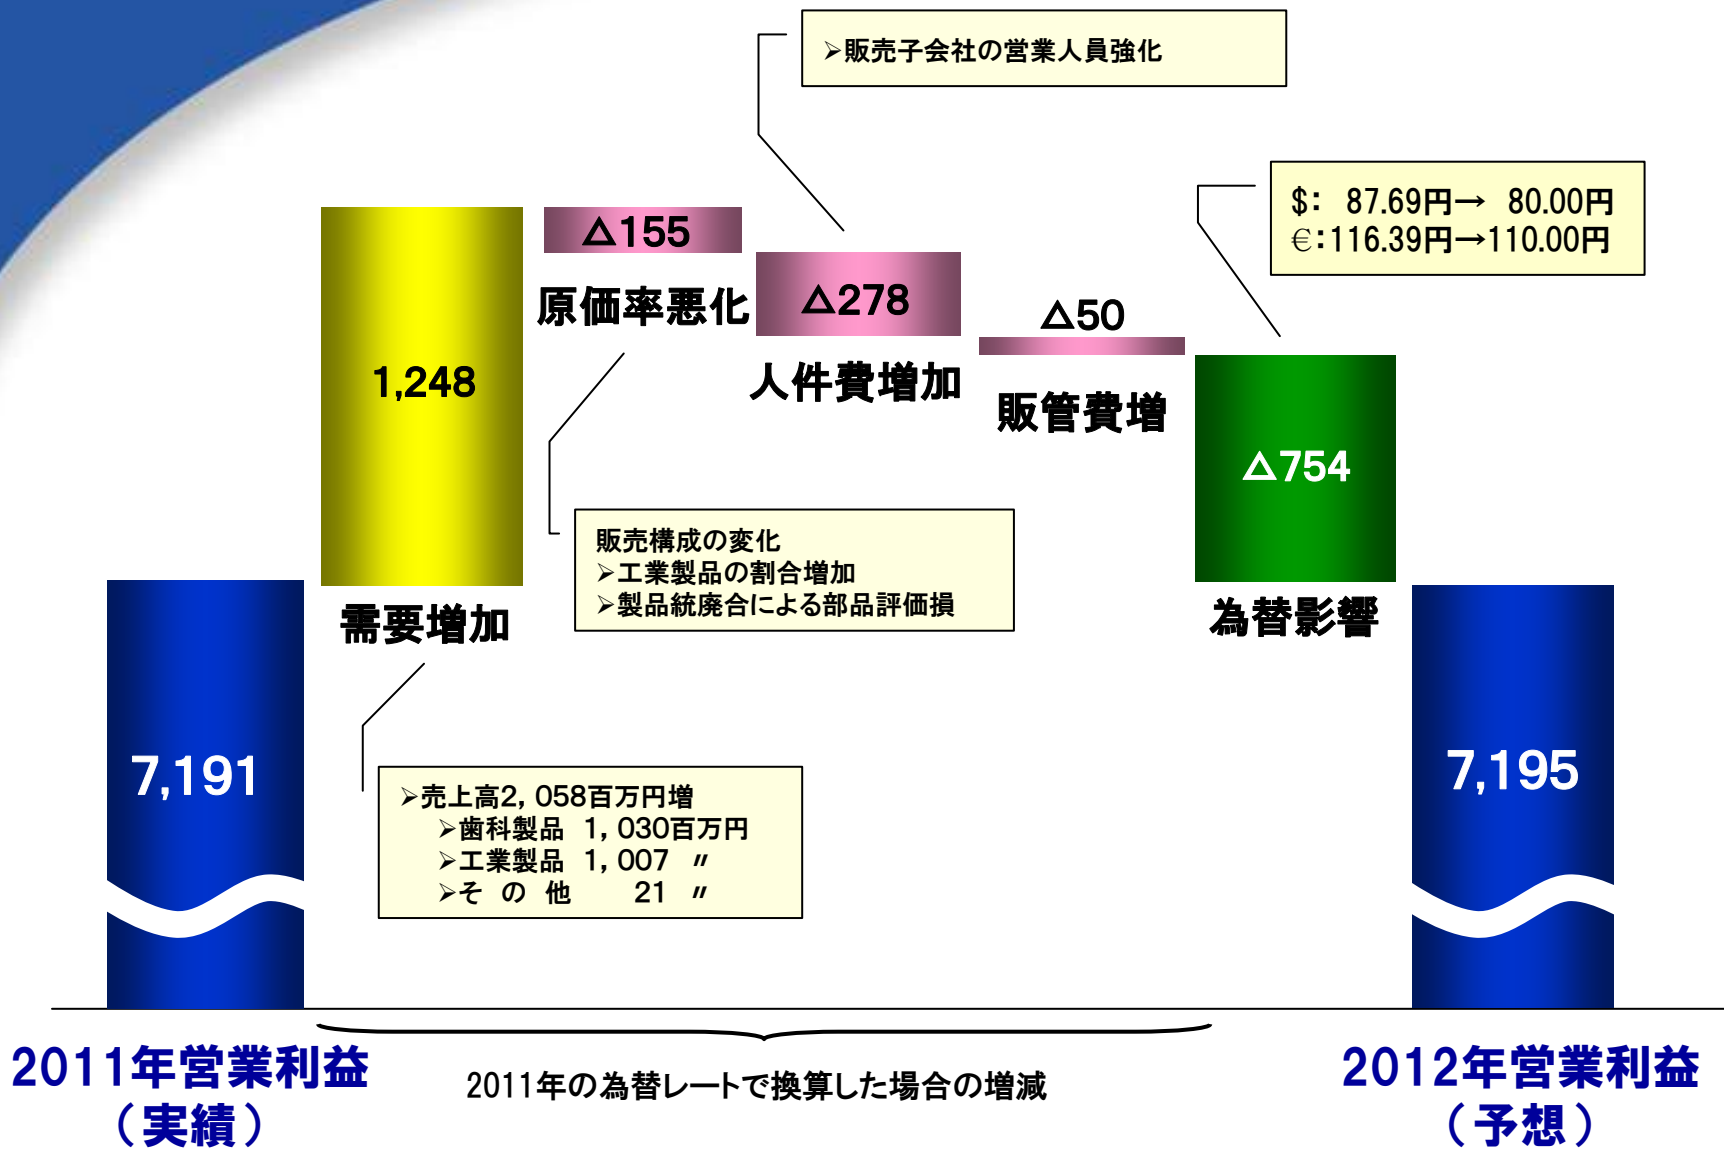 ➢販売子会社の営業人員強化
$： 87.69円→ 80.00円
€：116.39円→110.00円
△155
原価率悪化
△278
人件費増加
△50
販管費増
1,248
需要増加
△754
為替影響
販売構成の変化
➢工業製品の割合増加
➢製品統廃合による部品評価損
7,191
7,195
➢売上高2，058百万円増
➢歯科製品 1，030百万円
➢工業製品 1，007 〃
➢そ の 他 21 〃
2011年営業利益
（実績）
2011年の為替レートで換算した場合の増減
2012年営業利益
（予想）